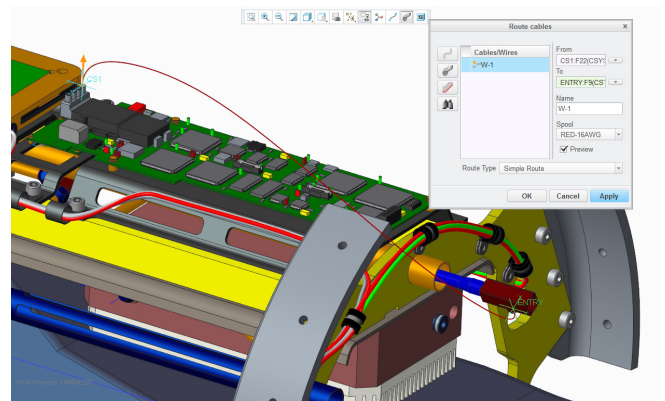 Route cables
Cables/Wires
W-1
From
CS1:F22(CSYS
To
ENTRY:F9(CS
Name
W-1
Spool
RED-16AWG
Preview
Route Type Simple Route
OK Cancel Apply
CS1
ENTRY